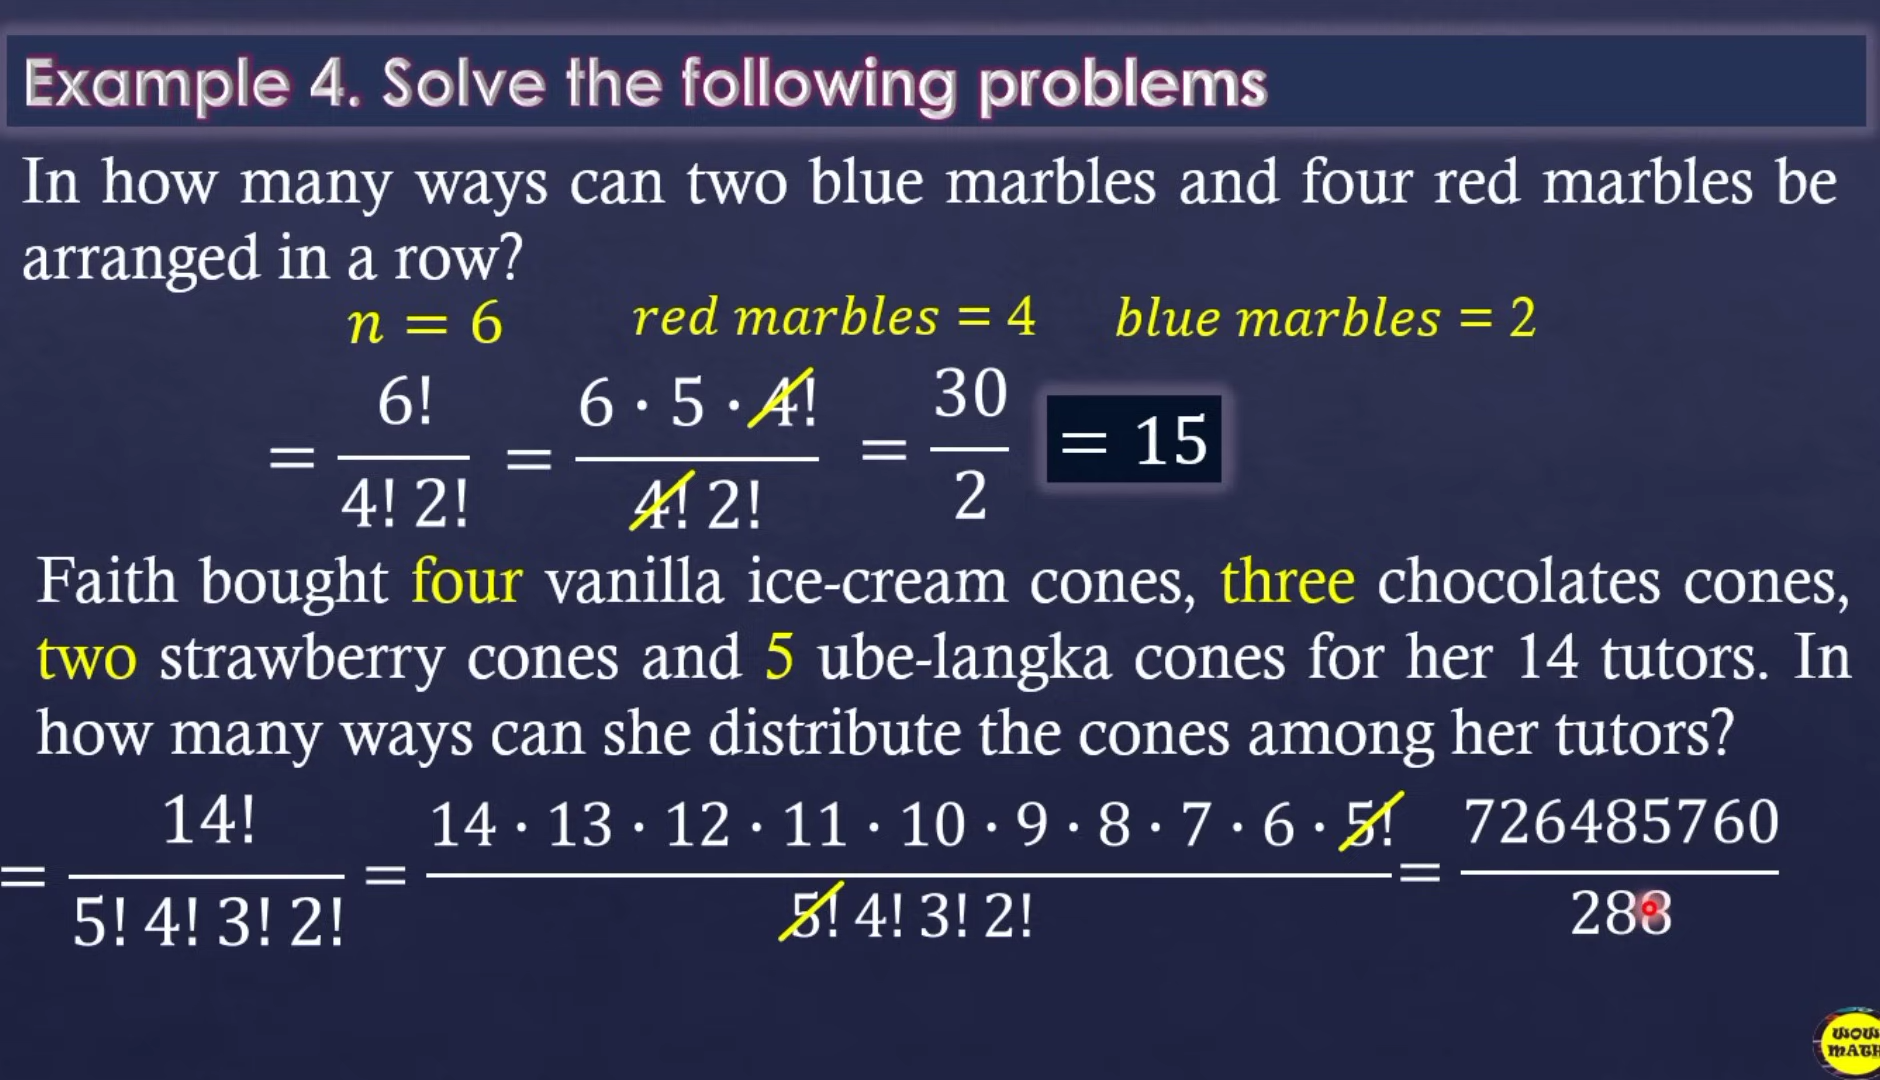 Example 4. Solve the following problems
In how many ways can two blue marbles and four red marbles be
arranged in a row?
n = 6 red marbles = 4 blue marbles = 2
= 6!/4! 2! = 6 · 5 · 4!/4! 2! = 30/2 = 15
Faith bought four vanilla ice-cream cones, three chocolates cones,
two strawberry cones and 5 ube-langka cones for her 14 tutors. In
how many ways can she distribute the cones among her tutors?
= 14!/5! 4! 3! 2! = 14 · 13 · 12 · 11 · 10 · 9 · 8 · 7 · 6 · 5!/5! 4! 3! 2! = 726485760/288
WOW
MATH